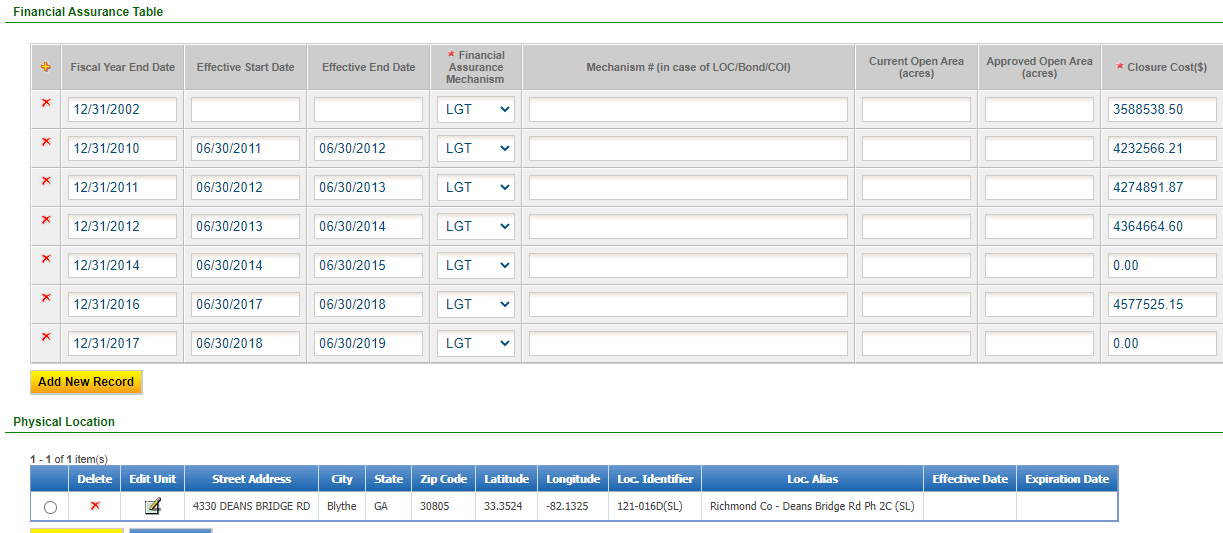 Financial Assurance Table
Fiscal Year End Date Effective Start Date Effective End Date * Financial Assurance Mechanism Mechanism # (in case of LOC/Bond/COI) Current Open Area (acres) Approved Open Area (acres) * Closure Cost($)
12/31/2002 LGT 3588538.50
12/31/2010 06/30/2011 06/30/2012 LGT 4232566.21
12/31/2011 06/30/2012 06/30/2013 LGT 4274891.87
12/31/2012 06/30/2013 06/30/2014 LGT 4364664.60
12/31/2014 06/30/2014 06/30/2015 LGT 0.00
12/31/2016 06/30/2017 06/30/2018 LGT 4577525.15
12/31/2017 06/30/2018 06/30/2019 LGT 0.00
Add New Record
Physical Location
1 - 1 of 1 item(s)
Delete Edit Unit Street Address City State Zip Code Latitude Longitude Loc. Identifier Loc. Alias Effective Date Expiration Date
4330 DEANS BRIDGE RD Blythe GA 30805 33.3524 -82.1325 121-016D(SL) Richmond Co - Deans Bridge Rd Ph 2C (SL)